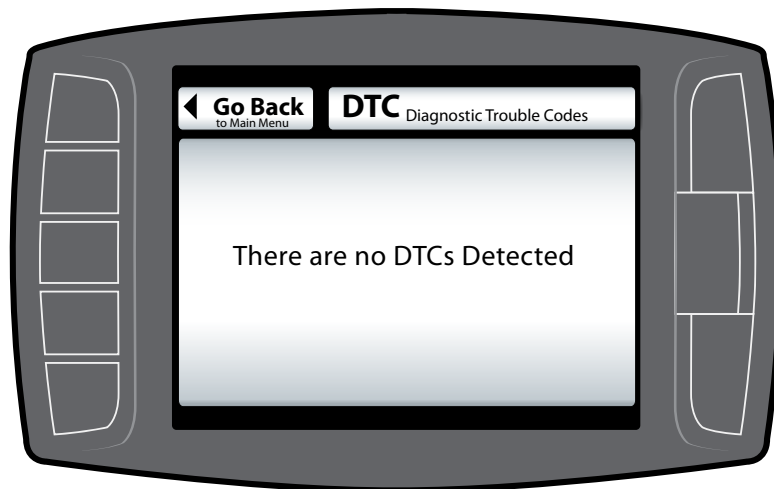 Go Back
to Main Menu
DTC Diagnostic Trouble Codes
There are no DTCs Detected